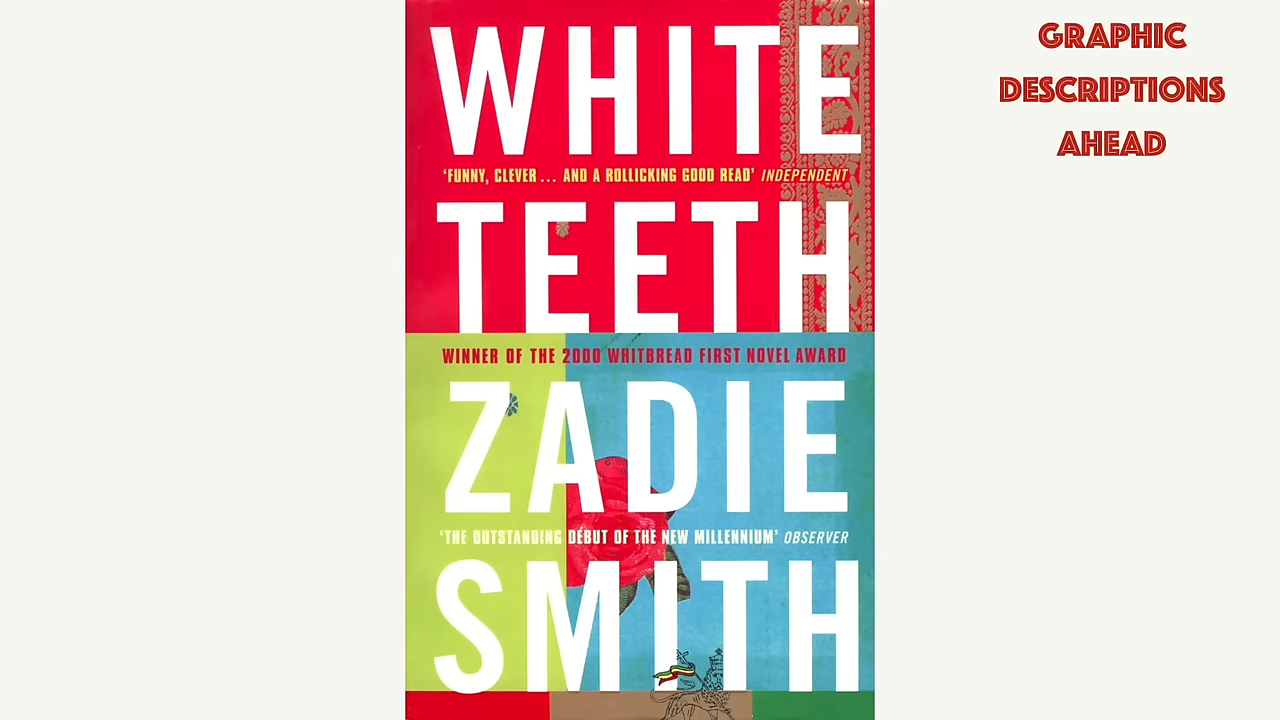 WHITE
'FUNNY, CLEVER... AND A ROLLICKING GOOD READ' INDEPENDENT
TEETH
WINNER OF THE 2000 WHITBREAD FIRST NOVEL AWARD
ZADIE
'THE OUTSTANDING DÉBUT OF THE NEW MILLENNIUM' OBSERVER
SMITH
GRAPHIC
DESCRIPTIONS
AHEAD